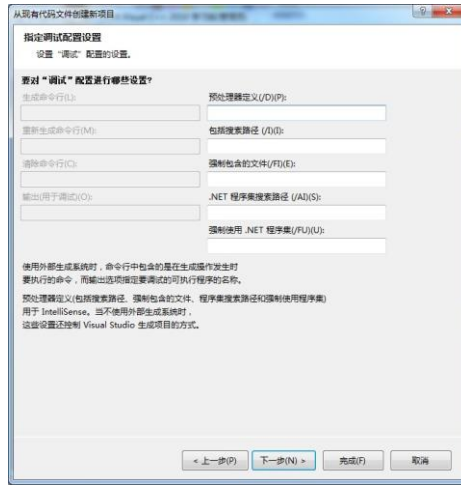 从现有代码文件创建新项目
指定调试配置设置
设置“调试”配置的设置。
要对“调试”配置进行哪些设置?
生成命令行(L):
预处理器定义(/D)(P):
重新生成命令行(M):
包括搜索路径 (/I)(I):
清除命令行(C):
强制包含的文件(/FI)(E):
输出(用于调试)(O):
.NET 程序集搜索路径 (/AI)(S):
强制使用 .NET 程序集(/FU)(U):
使用外部生成系统时，命令行中包含的是在生成操作发生时
要执行的命令，而输出选项指定要调试的可执行程序的名称。
预处理器定义(包括搜索路径、强制包含的文件、程序集搜索路径和强制使用程序集)
用于 IntelliSense。当不使用外部生成系统时，
这些设置还控制 Visual Studio 生成项目的方式。
< 上一步(P)
下一步(N) >
完成(F)
取消